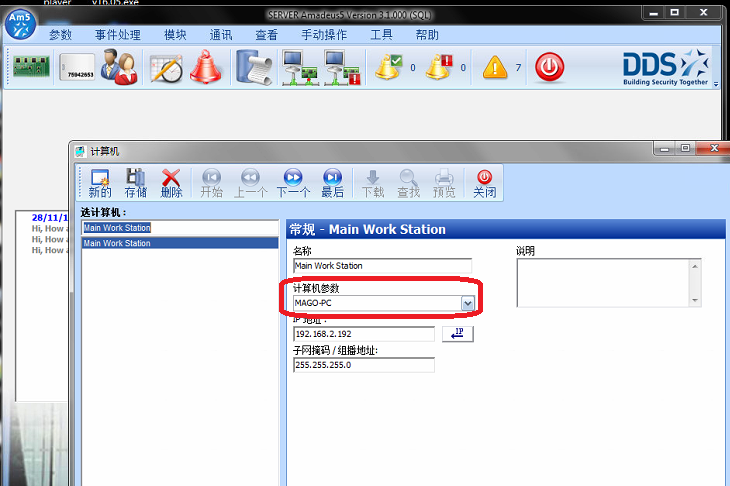 player v16.05.exe
SERVER Amadeus5 Version 3.1.000 (SQL)
Am5
参数 事件处理 模块 通讯 查看 手动操作 工具 帮助
75942653
0 0 7
DDS
Building Security Together
计算机
新的 存储 删除 开始 上一个 下一个 最后 下载 查找 预览 关闭
选计算机：
Main Work Station
Main Work Station
28/11/1
Hi, How a
Hi, How a
Hi, How a
常规 - Main Work Station
名称
Main Work Station
说明
计算机参数
MAGO-PC
IP 地址：
192.168.2.192
IP
子网掩码 / 组播地址:
255.255.255.0